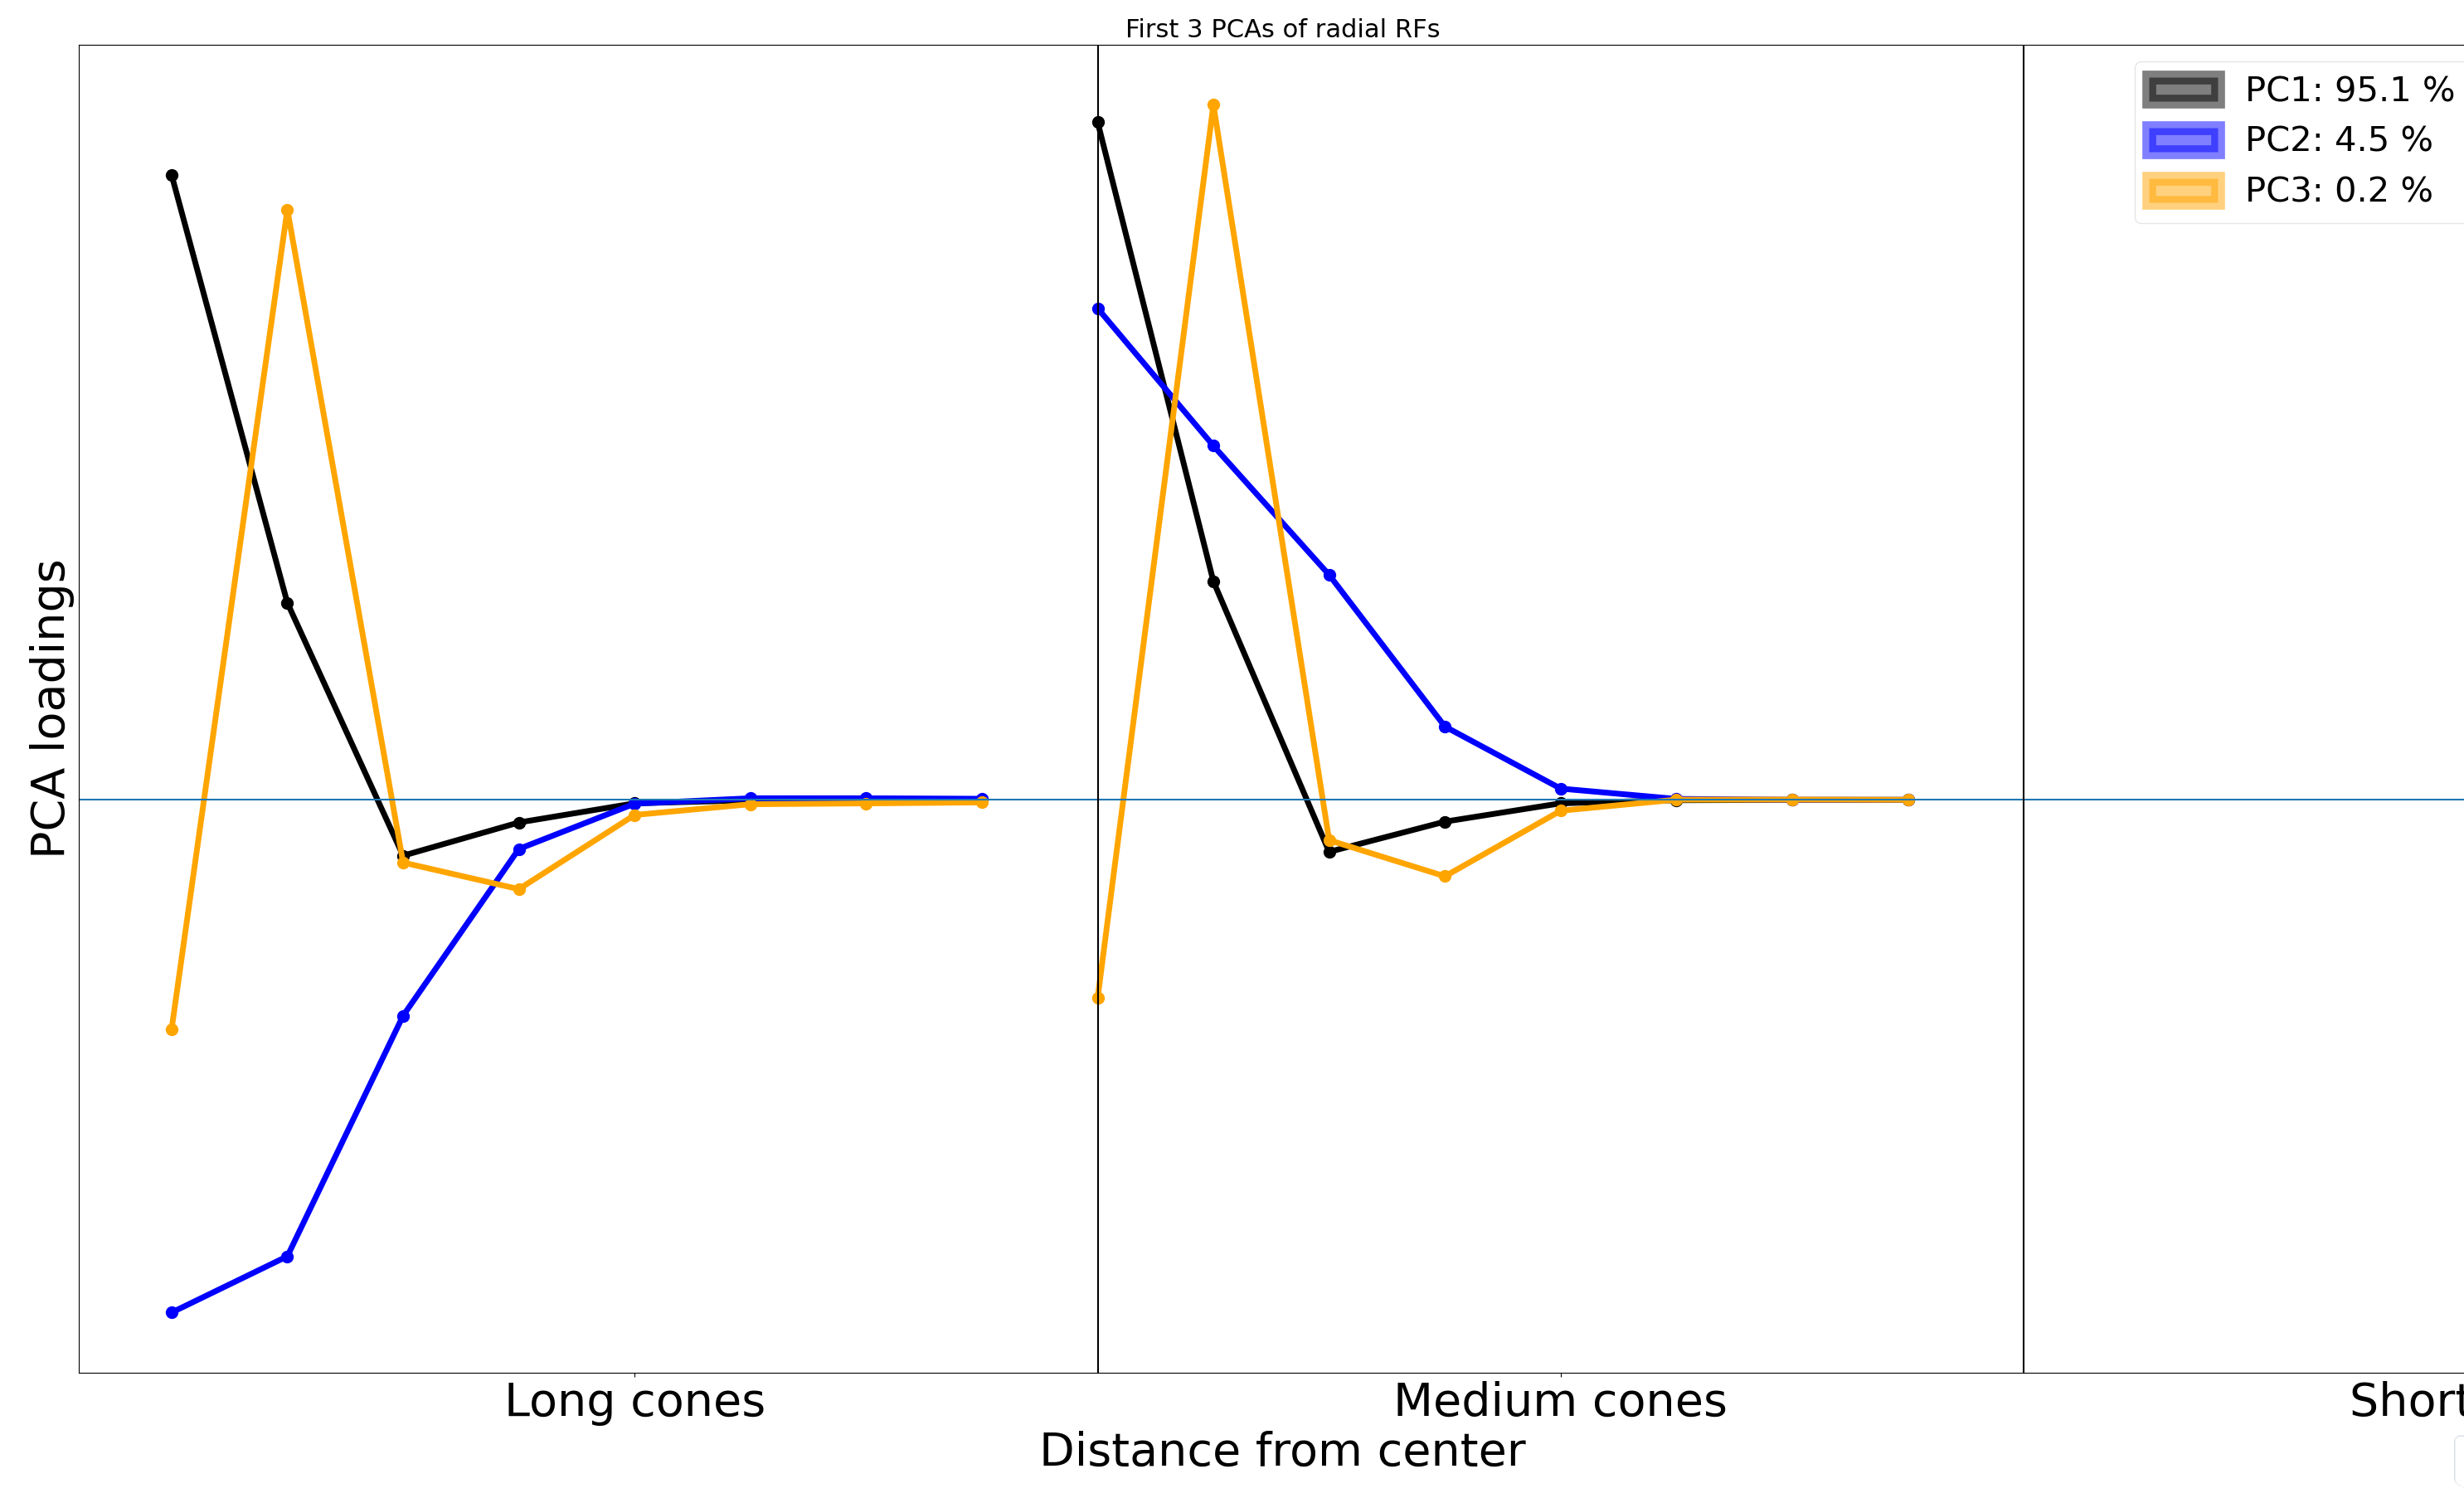 First 3 PCAs of radial RFs
PC1: 95.1 %
PC2: 4.5 %
PC3: 0.2 %
PCA loadings
Long cones
Medium cones
Short
Distance from center